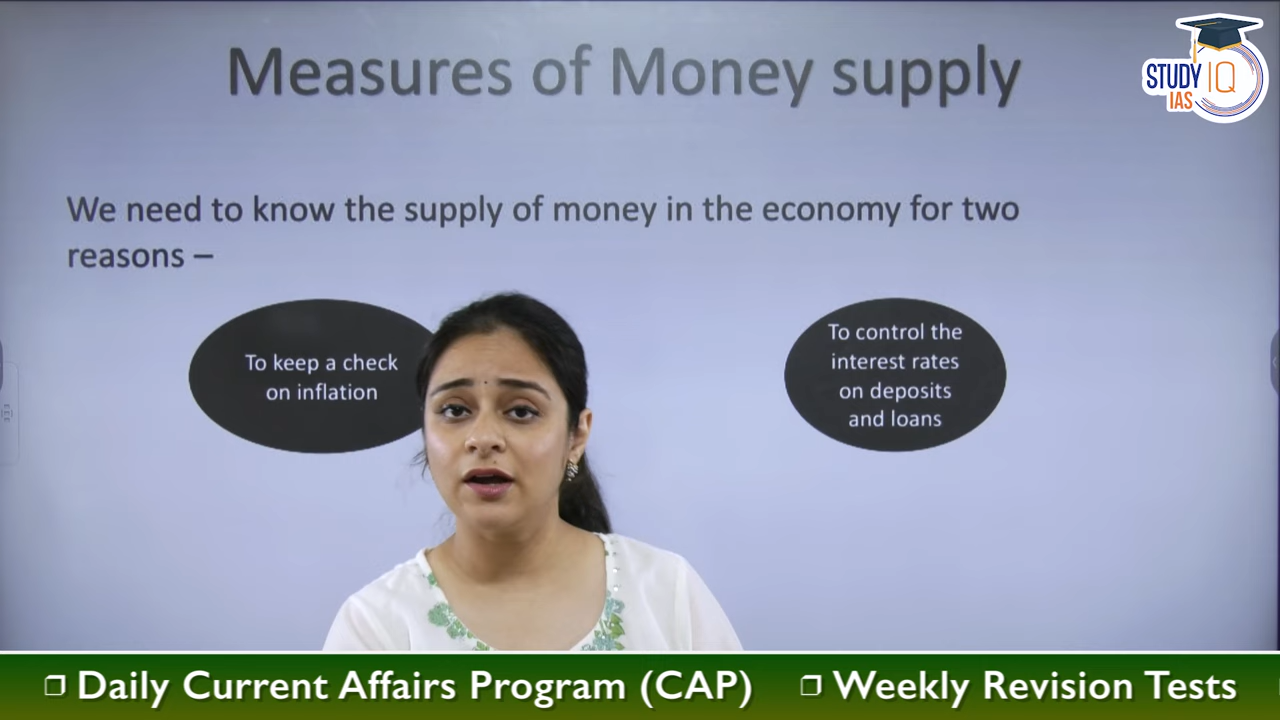 Measures of Money supply
STUDY IQ
IAS
We need to know the supply of money in the economy for two
reasons –
To keep a check
on inflation
To control the
interest rates
on deposits
and loans
❐ Daily Current Affairs Program (CAP) ❐ Weekly Revision Tests